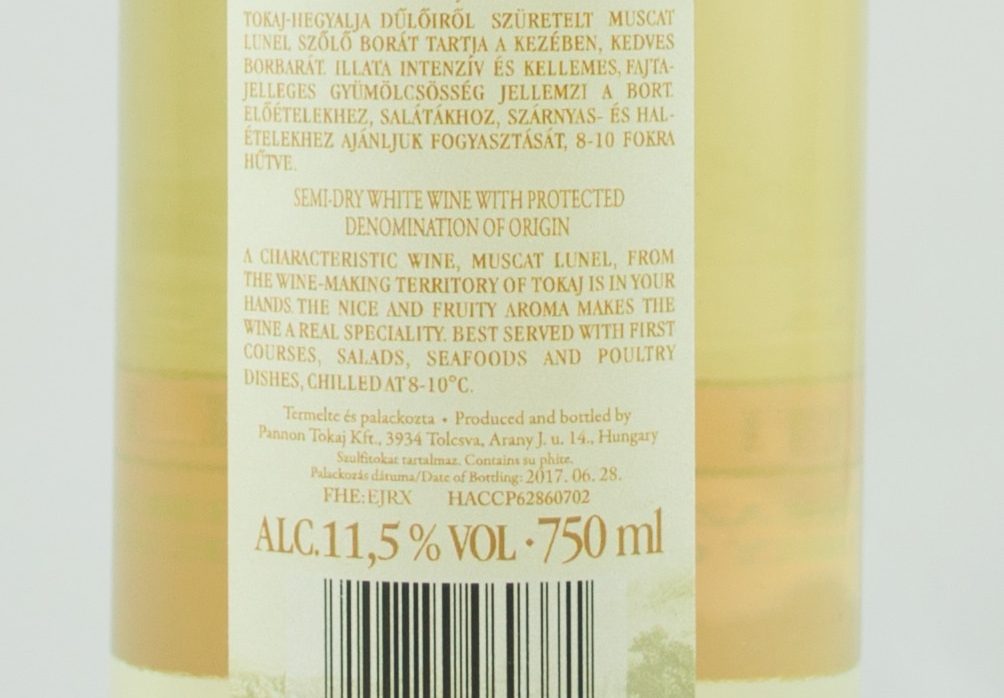 TOKAJ-HEGYALJA DŰLŐIRŐL SZÜRETELT MUSCAT
LUNEL SZŐLŐ BORÁT TARTJA A KEZÉBEN, KEDVES
BORBARÁT. ILLATA INTENZÍV ÉS KELLEMES, FAJTA-
JELLEGES GYÜMÖLCSÖSSÉG JELLEMZI A BORT.
ELŐÉTELEKHEZ, SALÁTÁKHOZ, SZÁRNYAS- ÉS HAL-
ÉTELEKHEZ AJÁNLJUK FOGYASZTÁSÁT, 8-10 FOKRA
HŰTVE.
SEMI-DRY WHITE WINE WITH PROTECTED
DENOMINATION OF ORIGIN
A CHARACTERISTIC WINE, MUSCAT LUNEL, FROM
THE WINE-MAKING TERRITORY OF TOKAJ IS IN YOUR
HANDS. THE NICE AND FRUITY AROMA MAKES THE
WINE A REAL SPECIALITY. BEST SERVED WITH FIRST
COURSES, SALADS, SEAFOODS AND POULTRY
DISHES, CHILLED AT 8-10°C.
Termelte és palackozta • Produced and bottled by
Pannon Tokaj Kft., 3934 Tolcsva, Arany J. u. 14., Hungary
Szulfitokat tartalmaz. Contains su phite.
Palackozás dátuma/Date of Bottling: 2017. 06. 28.
FHE:EJRX HACCP62860702
ALC.11,5 % VOL · 750 ml